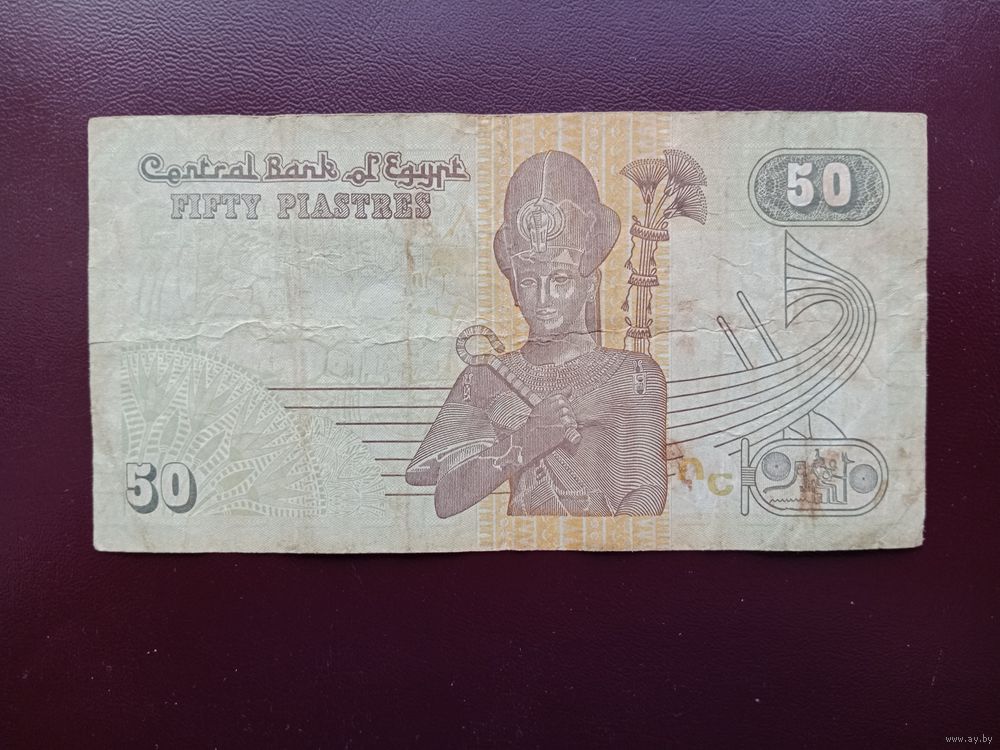 Central Bank of Egypt
FIFTY PIASTRES
50
50
www.ay.by